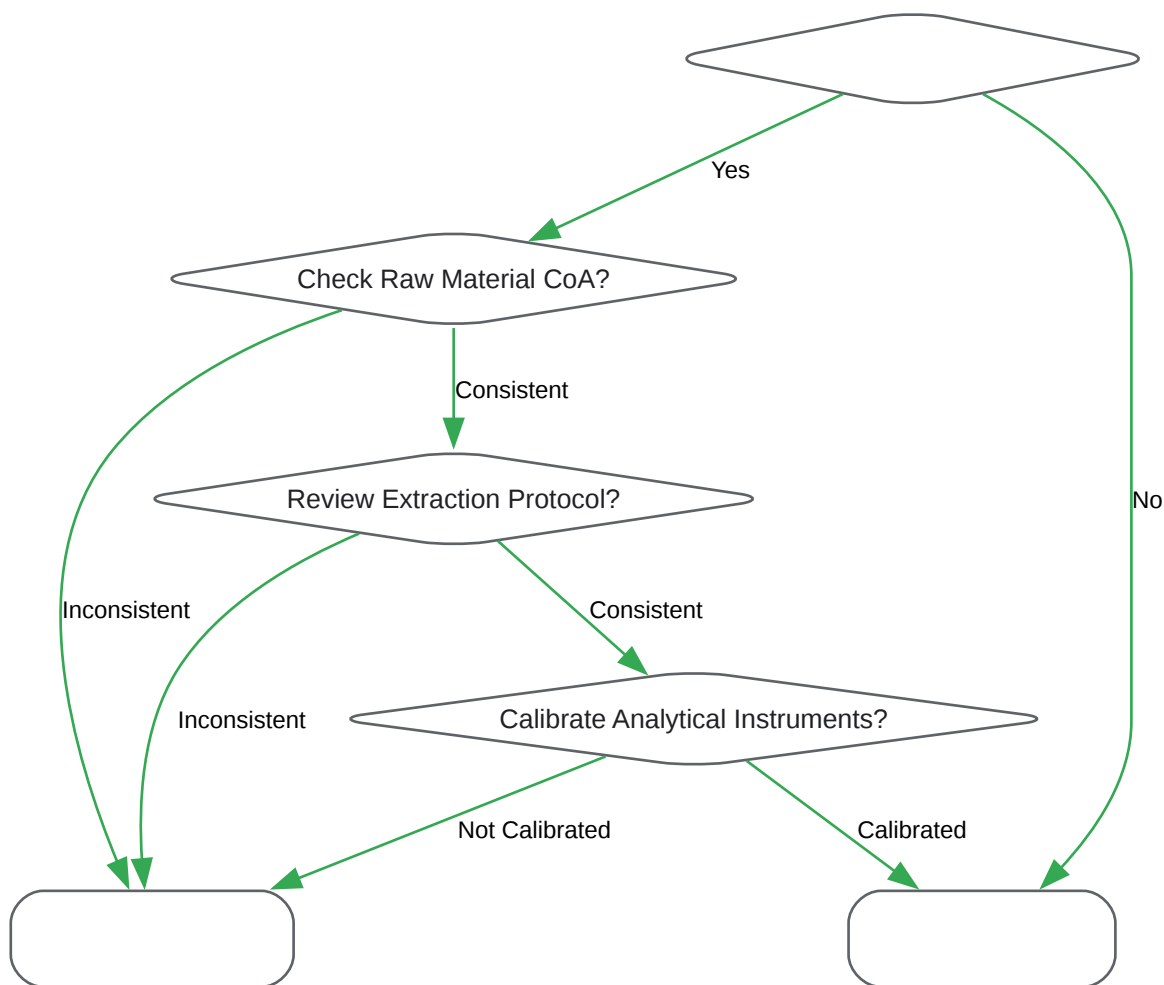 Yes
Check Raw Material CoA?
Consistent
Review Extraction Protocol?
No
Inconsistent
Consistent
Inconsistent
Calibrate Analytical Instruments?
Not Calibrated
Calibrated